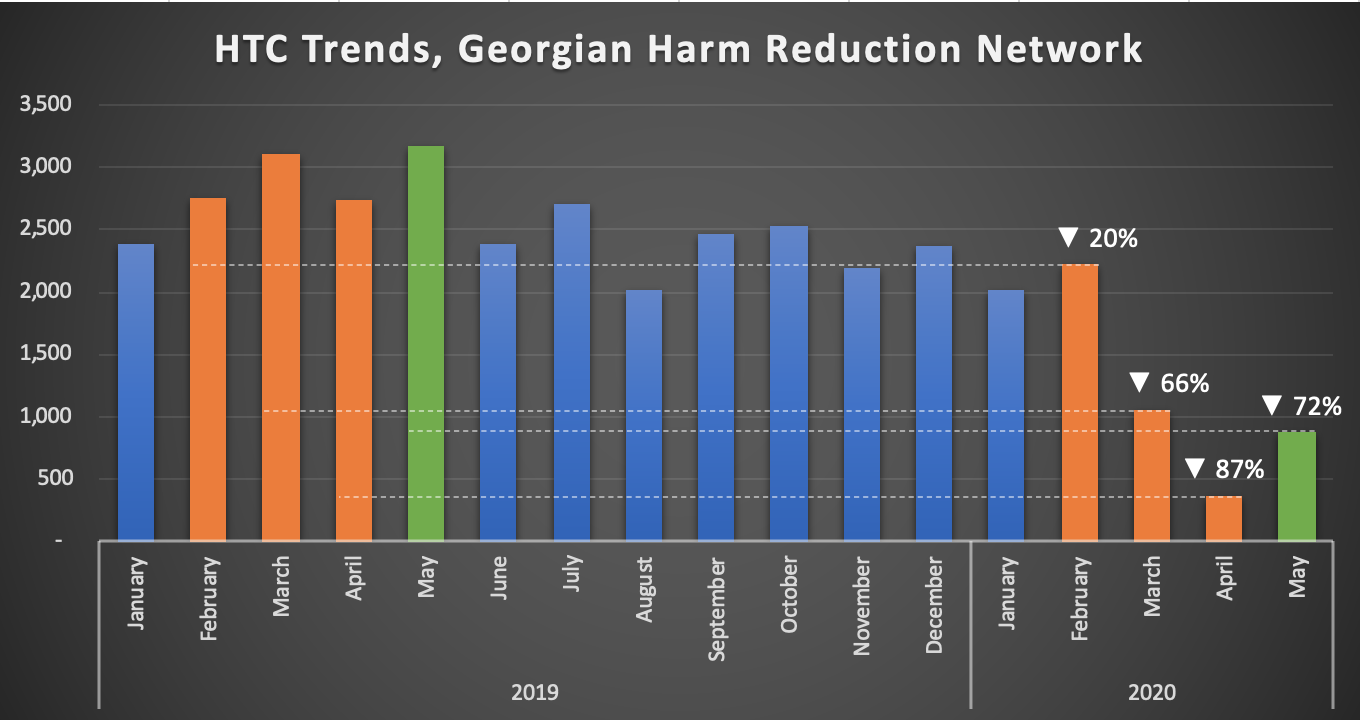 HTC Trends, Georgian Harm Reduction Network
3,500
3,000
2,500
2,000
1,500
1,000
500
-
▼ 20%
▼ 66%
▼ 72%
▼ 87%
January
February
March
April
May
June
July
August
September
October
November
December
January
February
March
April
May
2019
2020